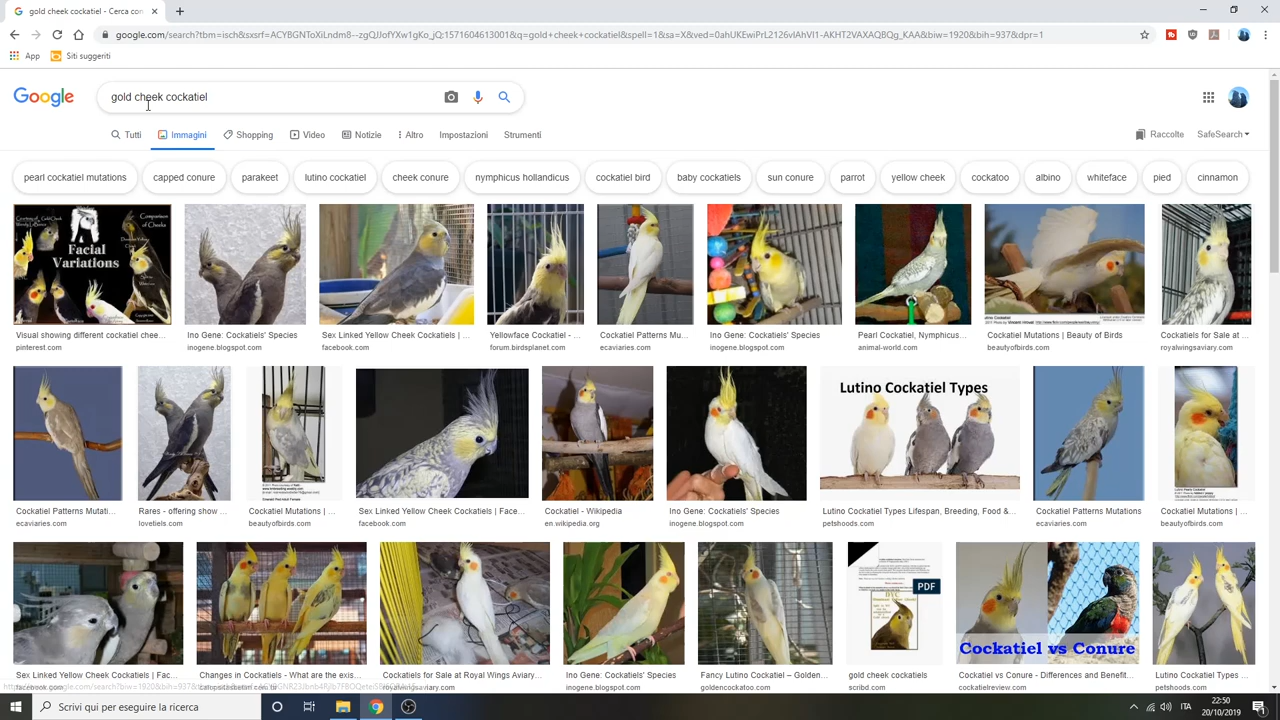 gold cheek cockatiel - Cerca con
google.com/search?tbm=isch&sxsrf=ACYBGNToXiLndm8--zgQJJofYXw1gKo_jQ:1571604613001&q=gold+cheek+cockatiel&spell=1&sa=X&ved=0ahUKEwiPrL2126vIAhVI1-AKHT2VAXAQBQg_KAA&biw=1920&bih=937&dpr=1
App
Siti suggeriti
Google
gold cheek cockatiel
Tutti
Immagini
Shopping
Video
Notizie
Altro
Impostazioni
Strumenti
Raccolte
SafeSearch
pearl cockatiel mutations
capped conure
parakeet
lutino cockatiel
cheek conure
nymphicus hollandicus
cockatiel bird
baby cockatiels
sun conure
parrot
yellow cheek
cockatoo
albino
whiteface
pied
cinnamon
Facial
Variations
Comparison
of Cheeks
Visual showing different cockatiel chee...
pinterest.com
Ino Gene: Cockatiels' Species
inogene.blogspot.com
Sex Linked Yellow Cheek Cockatiels | ...
facebook.com
Yellowface Cockatiel - ...
forum.birdsplanet.com
Cockatiel Patterns Mu...
ecaviaries.com
Ino Gene: Cockatiels' Species
inogene.blogspot.com
Pearl Cockatiel, Nymphicus...
animal-world.com
Cockatiel Mutations | Beauty of Birds
beautyofbirds.com
Cockatiels for Sale at ...
royalwingsaviary.com
Lutino Cockatiel Types
Cockatiel Patterns Mutati...
ecaviaries.com
Rares - offering show ...
lovetiels.com
Cockatiel Mutations | ...
beautyofbirds.com
Sex Linked Yellow Cheek Cockatiels | Face...
facebook.com
Cockatiel - Wikipedia
en.wikipedia.org
Ino Gene: Cockatiels' Species
inogene.blogspot.com
Lutino Cockatiel Types Lifespan, Breeding, Food &...
petshoods.com
Cockatiel Patterns Mutations
ecaviaries.com
Cockatiel Mutations | ...
beautyofbirds.com
PDF
Cockatiel vs Conure
Sex Linked Yellow Cheek Cockatiels | Fac...
facebook.com
Changes in Cockatiels - What are the exis...
Cockatiels for Sale at Royal Wings Aviary...
royalwingsaviary.com
Ino Gene: Cockatiels' Species
inogene.blogspot.com
Fancy Lutino Cockatiel – Golden...
goldencockatoo.com
gold cheek cockatiels
scribd.com
Cockatiel vs Conure - Differences and Benefit...
cockatielreview.com
Lutino Cockatiel Types ...
petshoods.com
Scrivi qui per eseguire la ricerca
ITA
22:50
20/10/2019